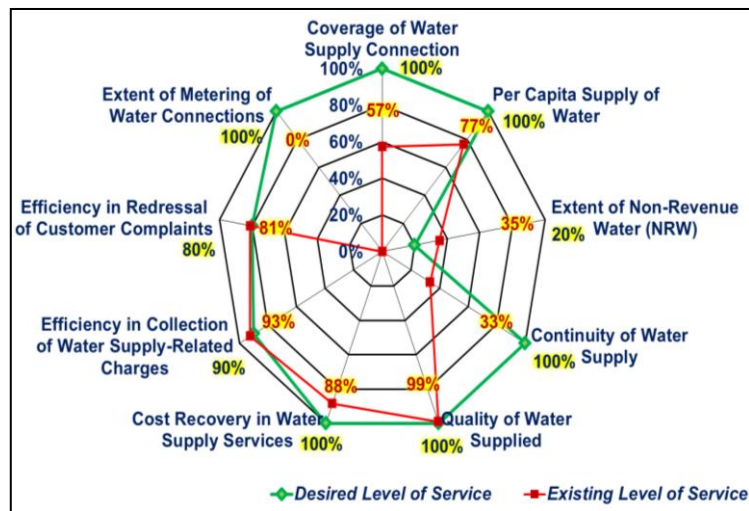 Coverage of Water
Supply Connection
100%
100%
Extent of Metering of
Water Connections
100%
80%
57%
77%
Per Capita Supply of
Water
100%
0%
60%
40%
Efficiency in Redressal
of Customer Complaints
80%
81%
20%
0%
35%
Extent of Non-Revenue
Water (NRW)
20%
Efficiency in Collection
of Water Supply-Related
Charges
90%
93%
33%
Continuity of Water
Supply
100%
88%
99%
Cost Recovery in Water
Supply Services
100%
Quality of Water
Supplied
100%
Desired Level of Service
Existing Level of Service